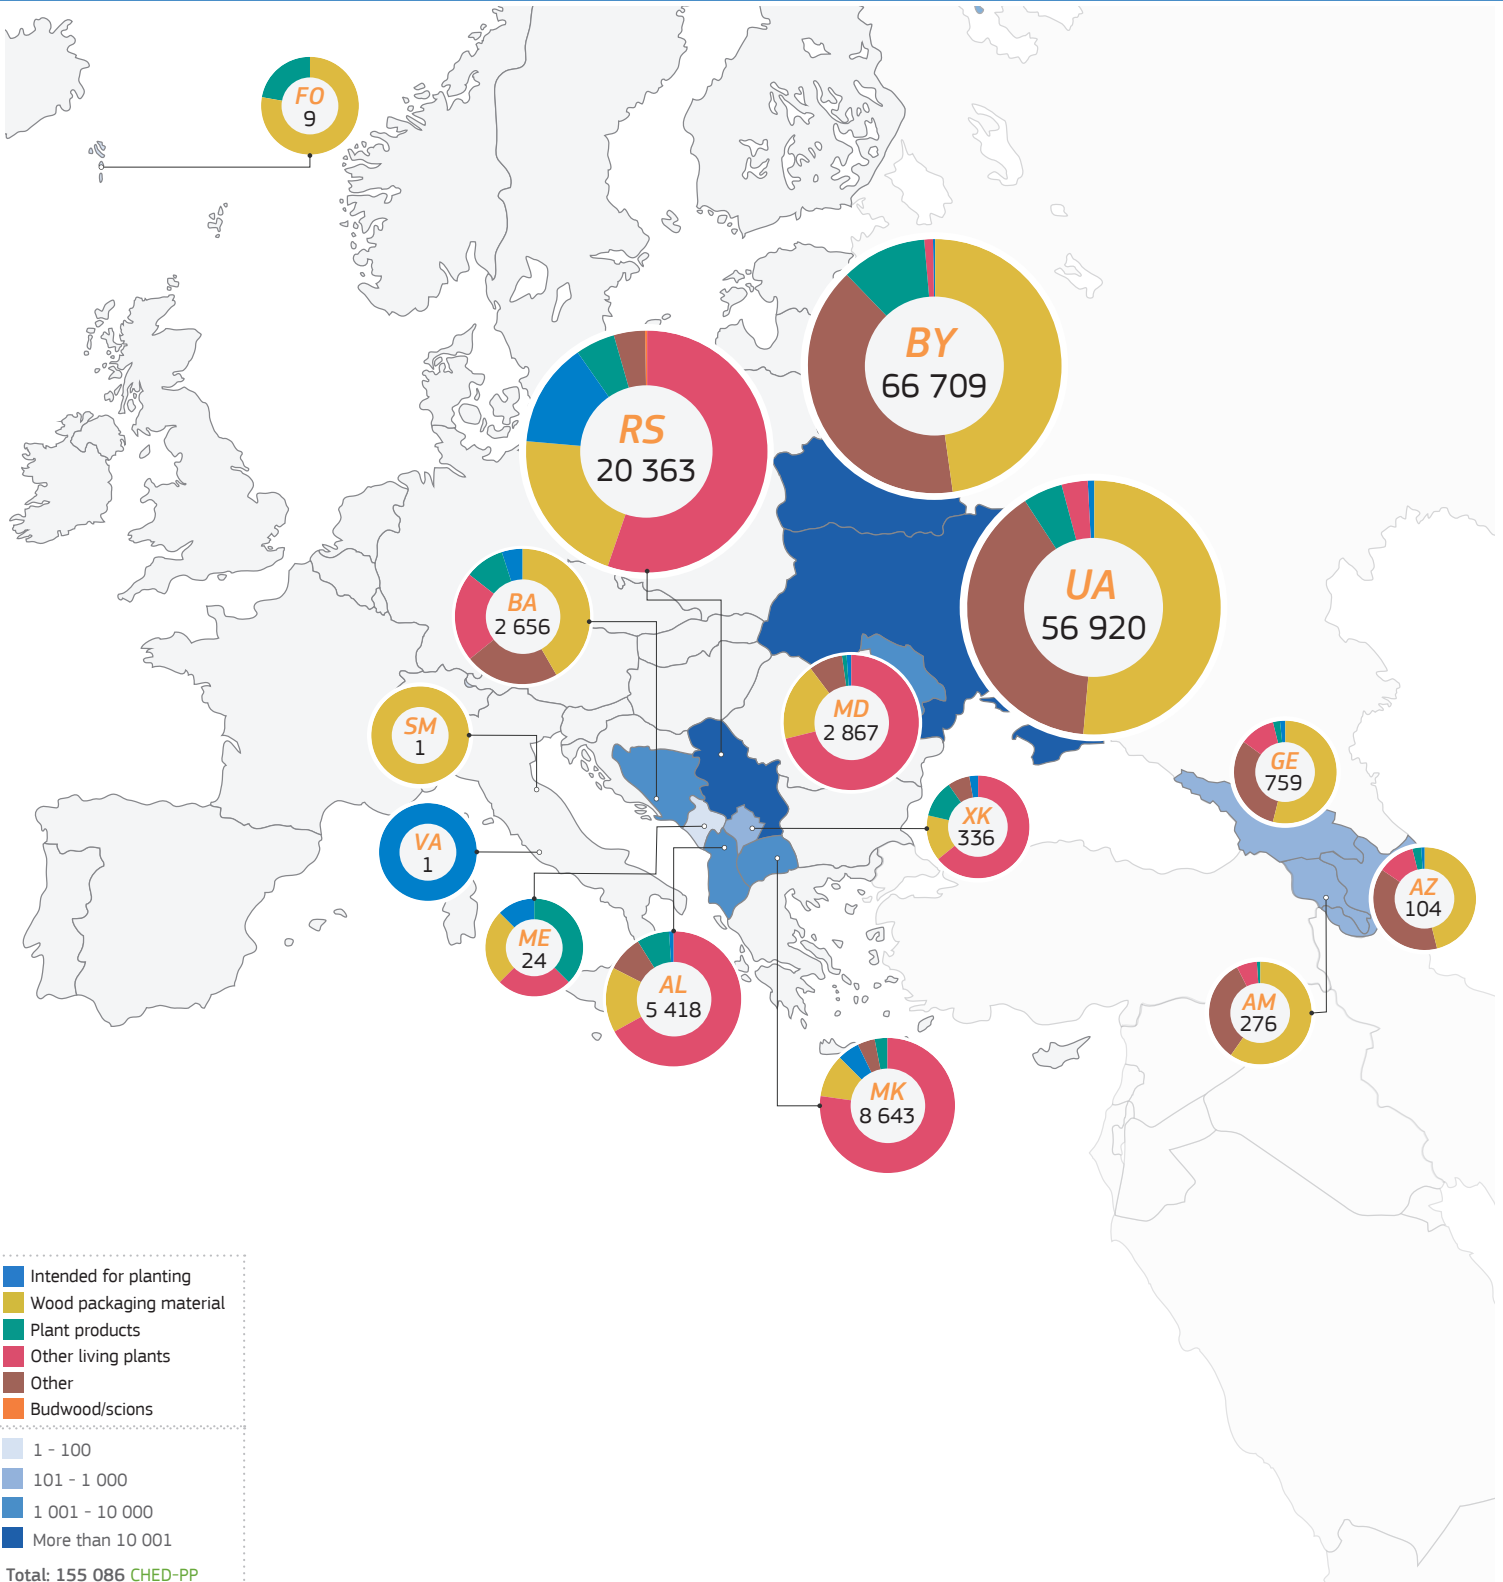 FO
9
BY
66 709
RS
20 363
UA
56 920
BA
2 656
SM
1
MD
2 867
GE
759
XK
336
VA
1
AZ
104
ME
24
AL
5 418
AM
276
MK
8 643
Intended for planting
Wood packaging material
Plant products
Other living plants
Other
Budwood/scions
1 - 100
101 - 1 000
1 001 - 10 000
More than 10 001
Total: 155 086 CHED-PP